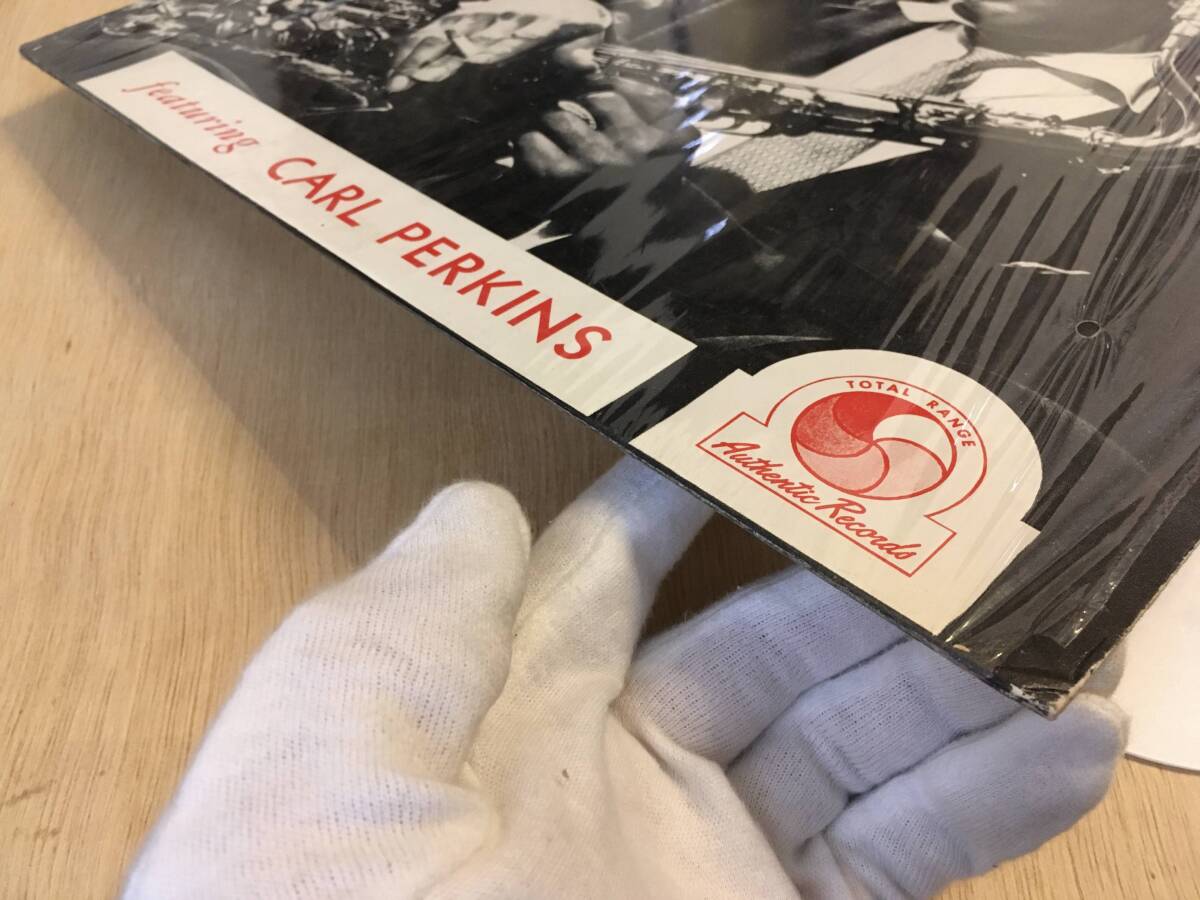 featuring CARL PERKINS
TOTAL RANGE
Authentic Records